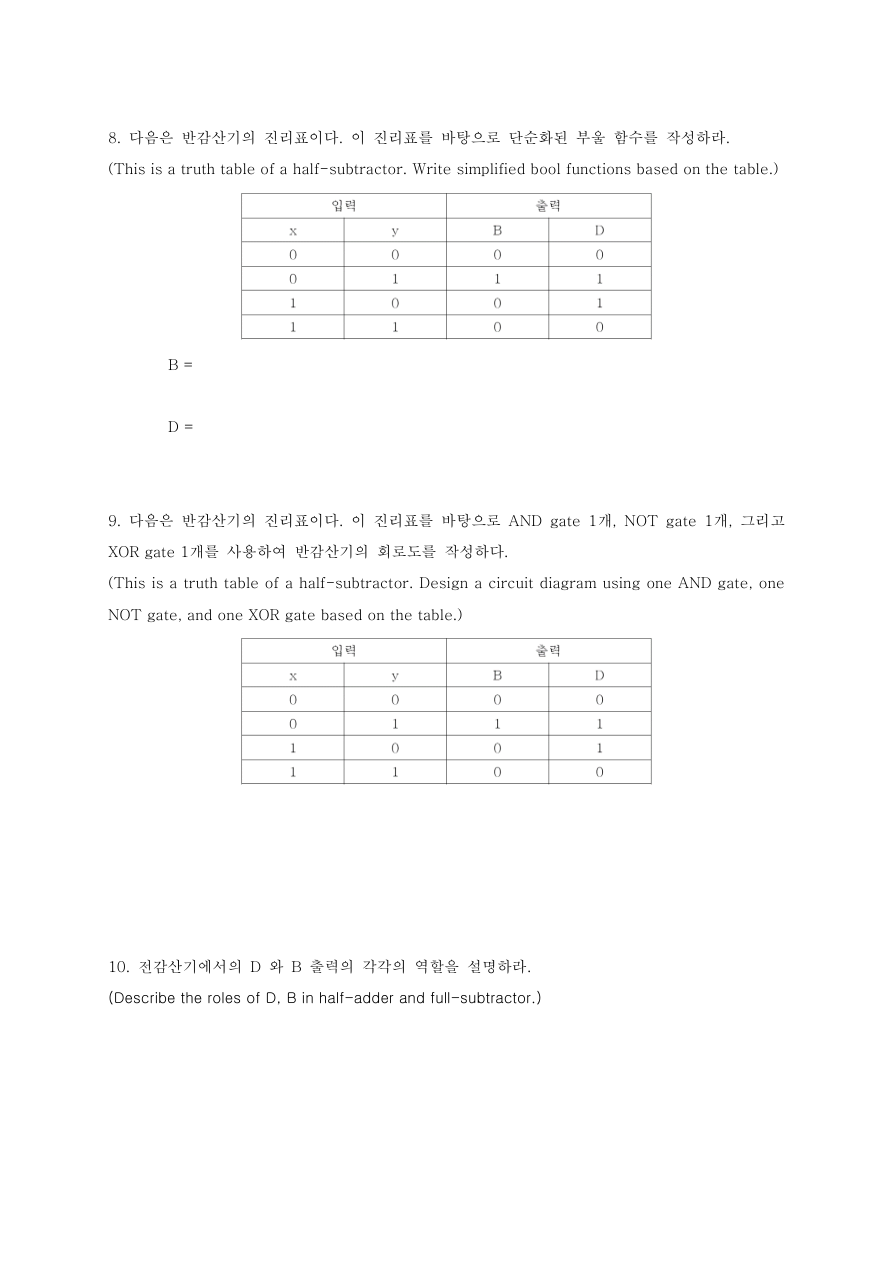 8. 다음은 반감산기의 진리표이다. 이 진리표를 바탕으로 단순화된 부울 함수를 작성하라.
(This is a truth table of a half-subtractor. Write simplified bool functions based on the table.)
입력 출력
x y B D
0 0 0 0
0 1 1 1
1 0 0 1
1 1 0 0
B =
D =
9. 다음은 반감산기의 진리표이다. 이 진리표를 바탕으로 AND gate 1개, NOT gate 1개, 그리고
XOR gate 1개를 사용하여 반감산기의 회로도를 작성하다.
(This is a truth table of a half-subtractor. Design a circuit diagram using one AND gate, one
NOT gate, and one XOR gate based on the table.)
입력 출력
x y B D
0 0 0 0
0 1 1 1
1 0 0 1
1 1 0 0
10. 전감산기에서의 D 와 B 출력의 각각의 역할을 설명하라.
(Describe the roles of D, B in half-adder and full-subtractor.)